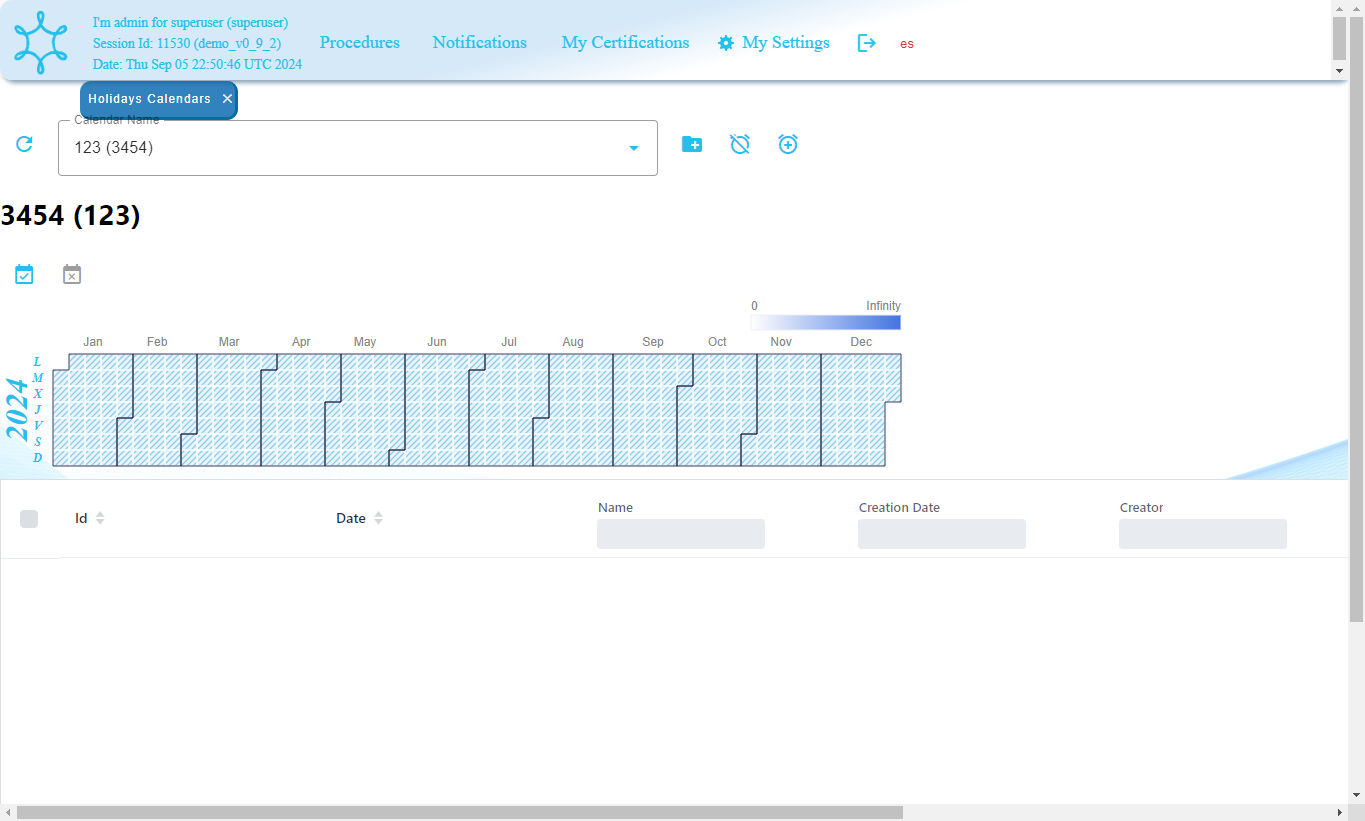 I'm admin for superuser (superuser)
Session Id: 11530 (demo_v0_9_2)
Date: Thu Sep 05 22:50:46 UTC 2024
Procedures
Notifications
My Certifications
My Settings
es
Holidays Calendars
Calendar Name
123 (3454)
3454 (123)
0 Infinity
Jan Feb Mar Apr May Jun Jul Aug Sep Oct Nov Dec
2024
L
M
X
J
V
S
D
Id
Date
Name
Creation Date
Creator